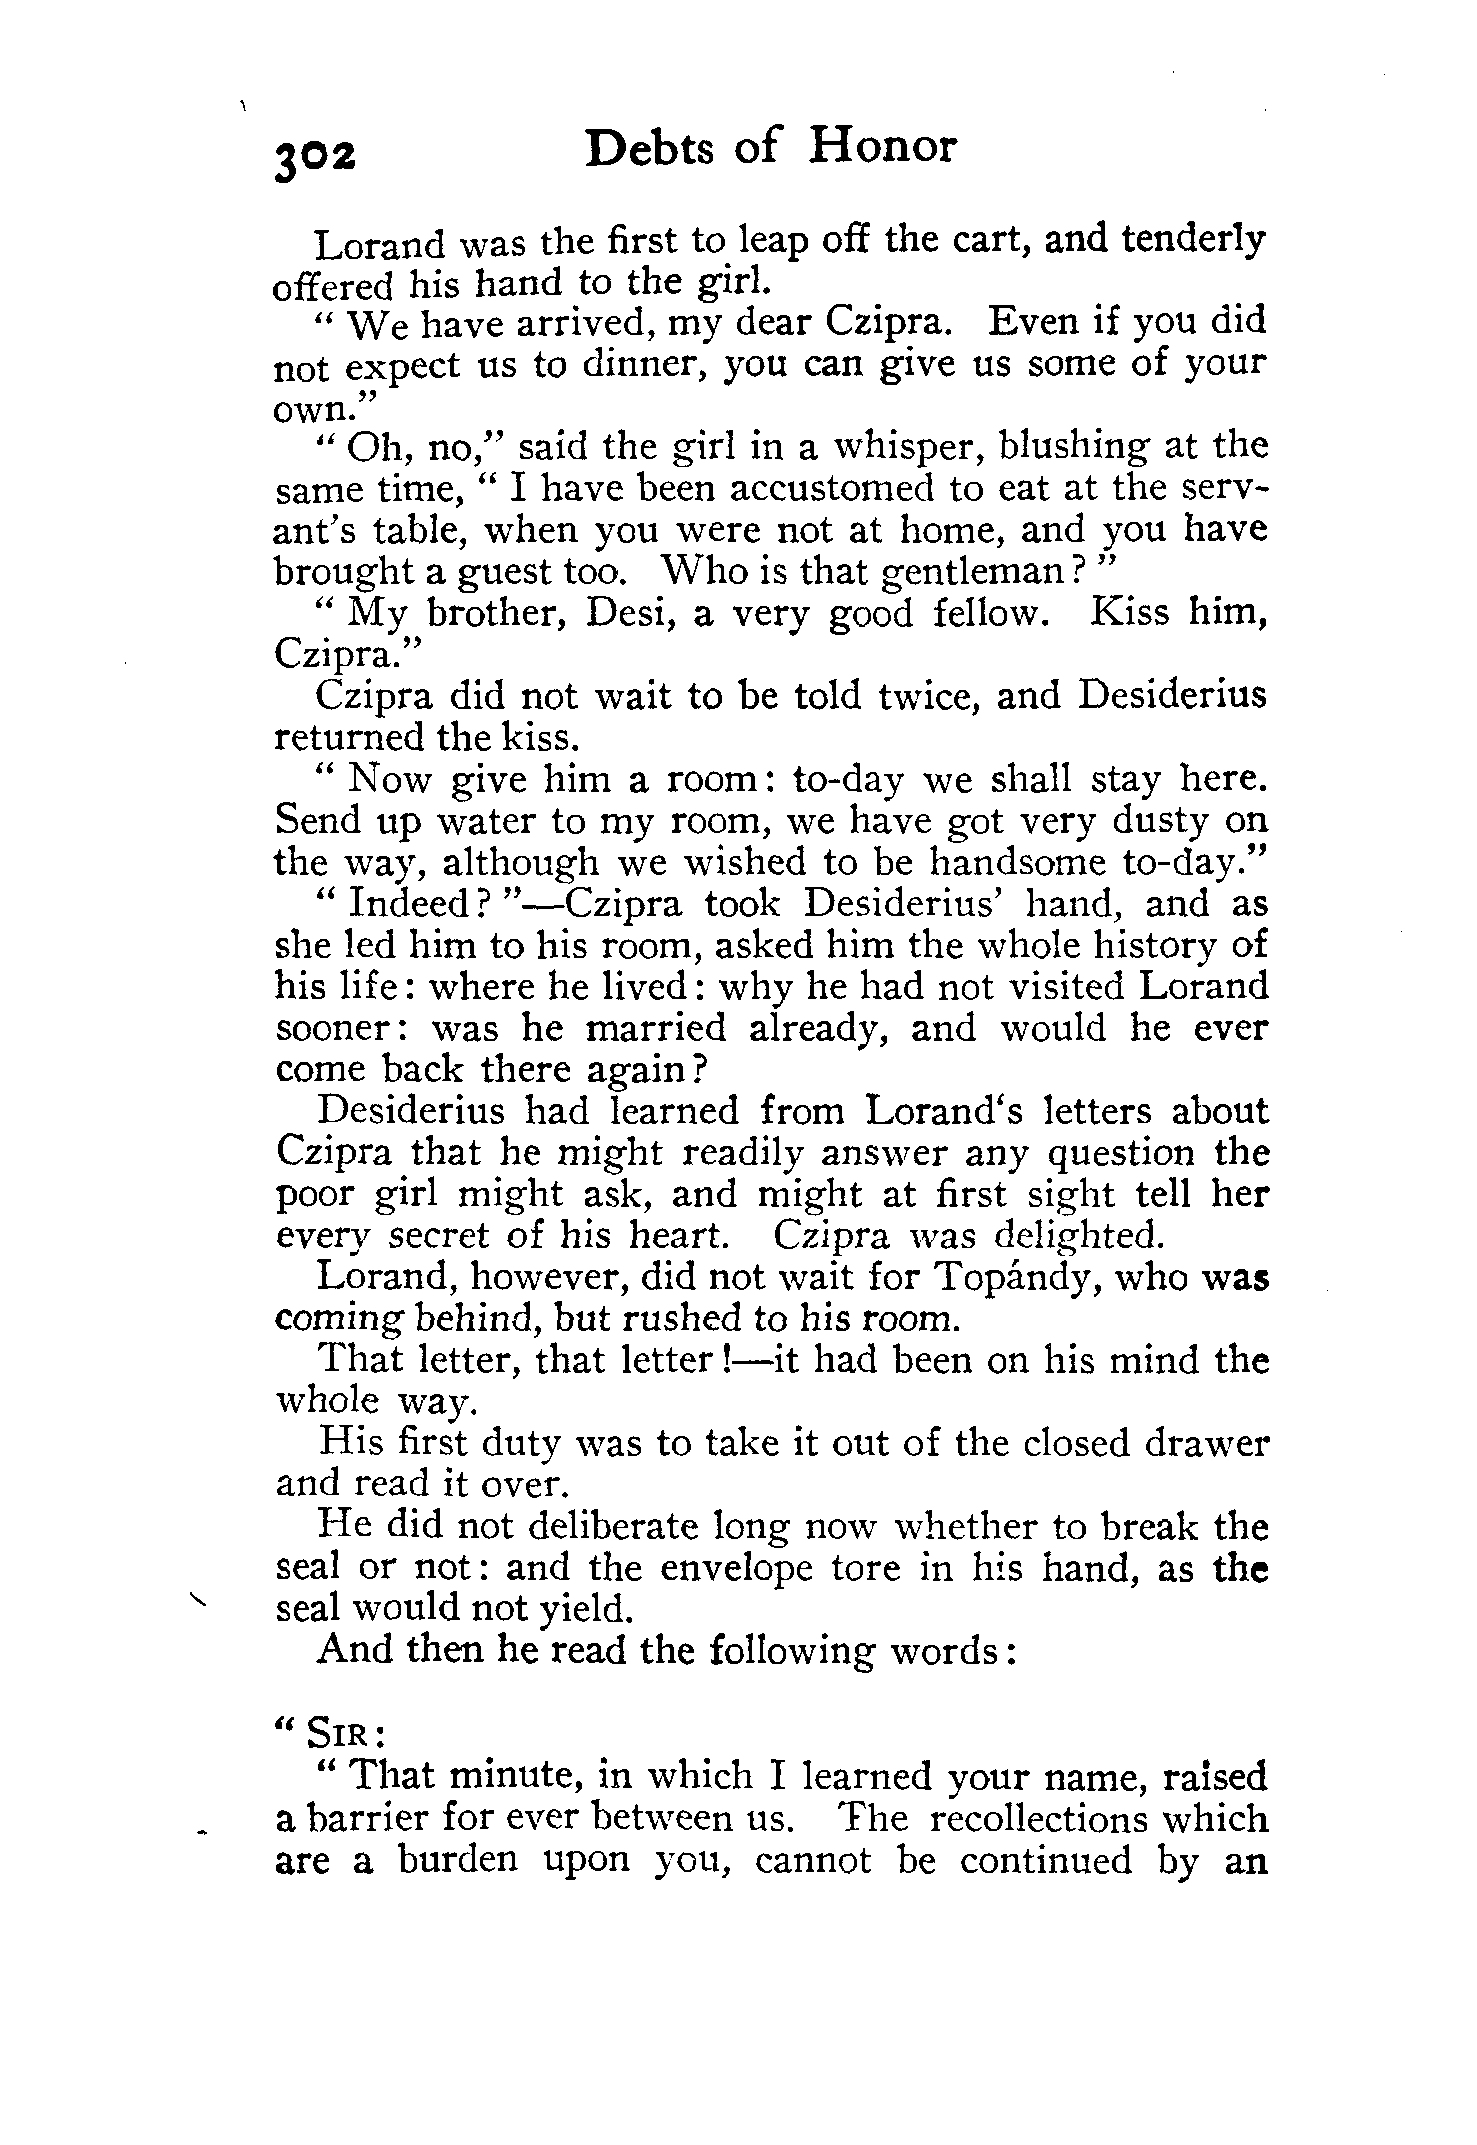 302 Debts of Honor
Lorand was the first to leap off the cart, and tenderly
offered his hand to the girl.
“ We have arrived, my dear Czipra. Even if you did
not expect us to dinner, you can give us some of your
own.”
“ Oh, no,” said the girl in a whisper, blushing at the
same time, “ I have been accustomed to eat at the serv-
ant’s table, when you were not at home, and you have
brought a guest too. Who is that gentleman? ”
“ My brother, Desi, a very good fellow. Kiss him,
Czipra.”
Czipra did not wait to be told twice, and Desiderius
returned the kiss.
“ Now give him a room: to-day we shall stay here.
Send up water to my room, we have got very dusty on
the way, although we wished to be handsome to-day.”
“ Indeed? ”—Czipra took Desiderius’ hand, and as
she led him to his room, asked him the whole history of
his life: where he lived: why he had not visited Lorand
sooner: was he married already, and would he ever
come back there again?
Desiderius had learned from Lorand‘s letters about
Czipra that he might readily answer any question the
poor girl might ask, and might at first sight tell her
every secret of his heart. Czipra was delighted.
Lorand, however, did not wait for Topándy, who was
coming behind, but rushed to his room.
That letter, that letter!—it had been on his mind the
whole way.
His first duty was to take it out of the closed drawer
and read it over.
He did not deliberate long now whether to break the
seal or not: and the envelope tore in his hand, as the
seal would not yield.
And then he read the following words:
“ SIR:
“ That minute, in which I learned your name, raised
a barrier for ever between us. The recollections which
are a burden upon you, cannot be continued by an